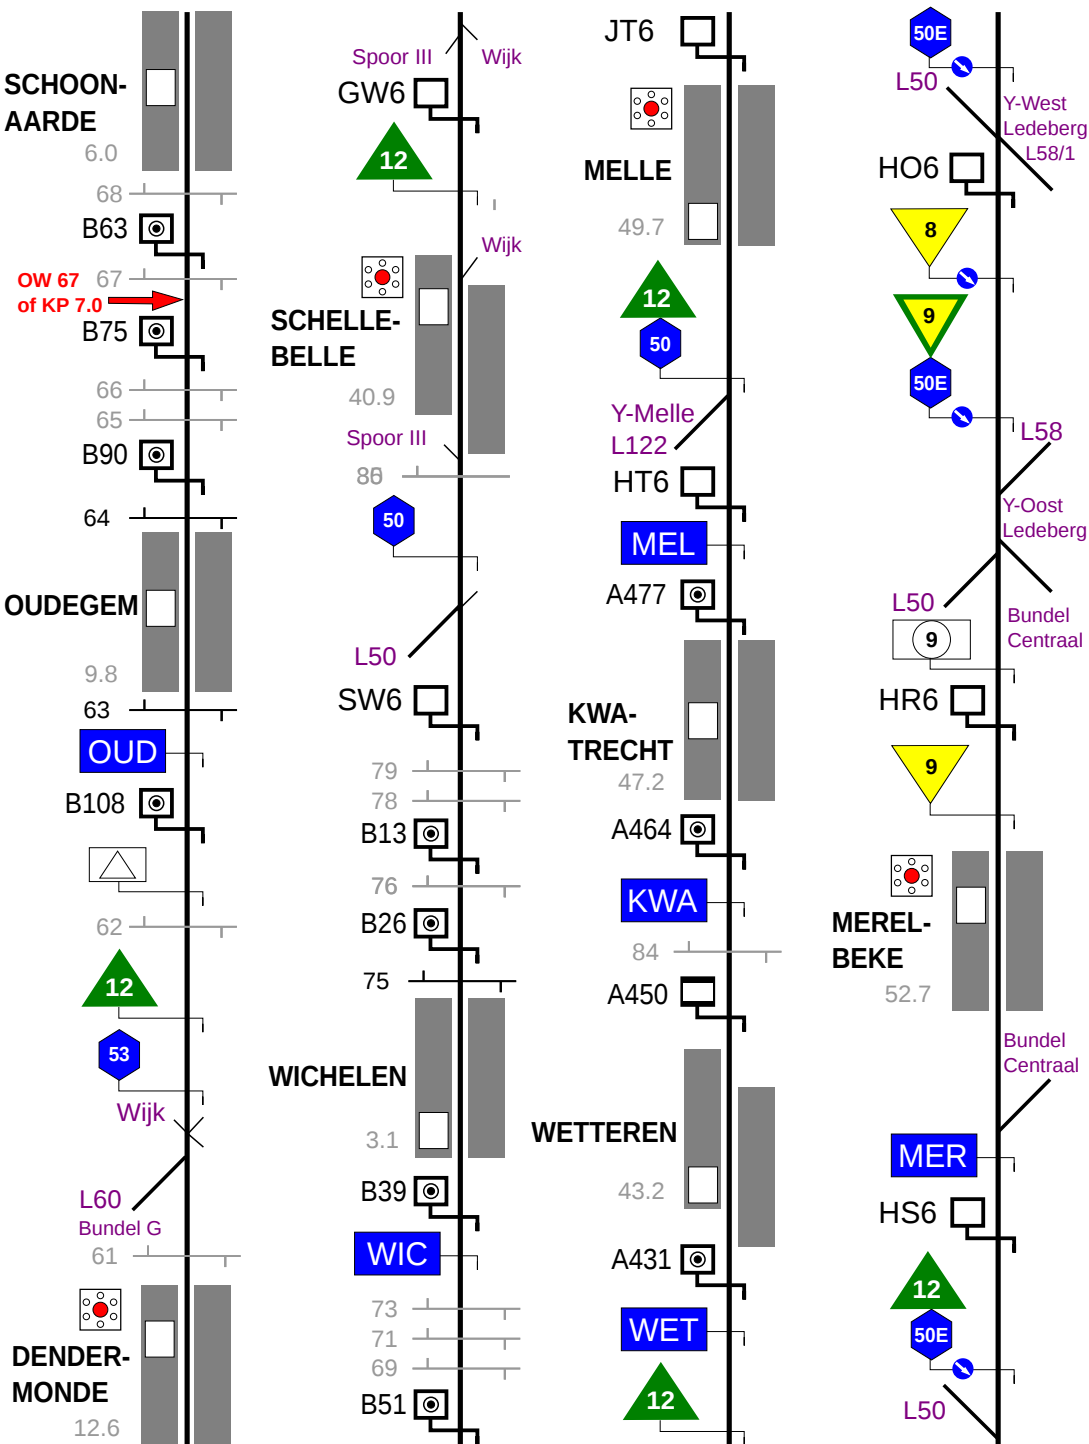 SCHOON-
AARDE
6.0
68
B63
OW 67
of KP 7.0
67
B75
66
65
B90
64
OUDEGEM
9.8
63
OUD
B108
62
12
53
Wijk
L60
Bundel G
61
DENDER-
MONDE
12.6
Spoor III
Wijk
GW6
12
Wijk
SCHELLE-
BELLE
40.9
Spoor III
50
L50
SW6
79
78
B13
76
B26
75
WICHELEN
3.1
B39
WIC
73
71
69
B51
JT6
MELLE
49.7
12
50
Y-Melle
L122
HT6
MEL
A477
KWA-
TRECHT
47.2
A464
KWA
84
A450
WETTEREN
43.2
A431
WET
12
50E
L50
Y-West
Ledeberg
L58/1
HO6
8
9
50E
L58
Y-Oost
Ledeberg
L50
Bundel
Centraal
9
HR6
9
MEREL-
BEKE
52.7
Bundel
Centraal
MER
HS6
12
50E
L50